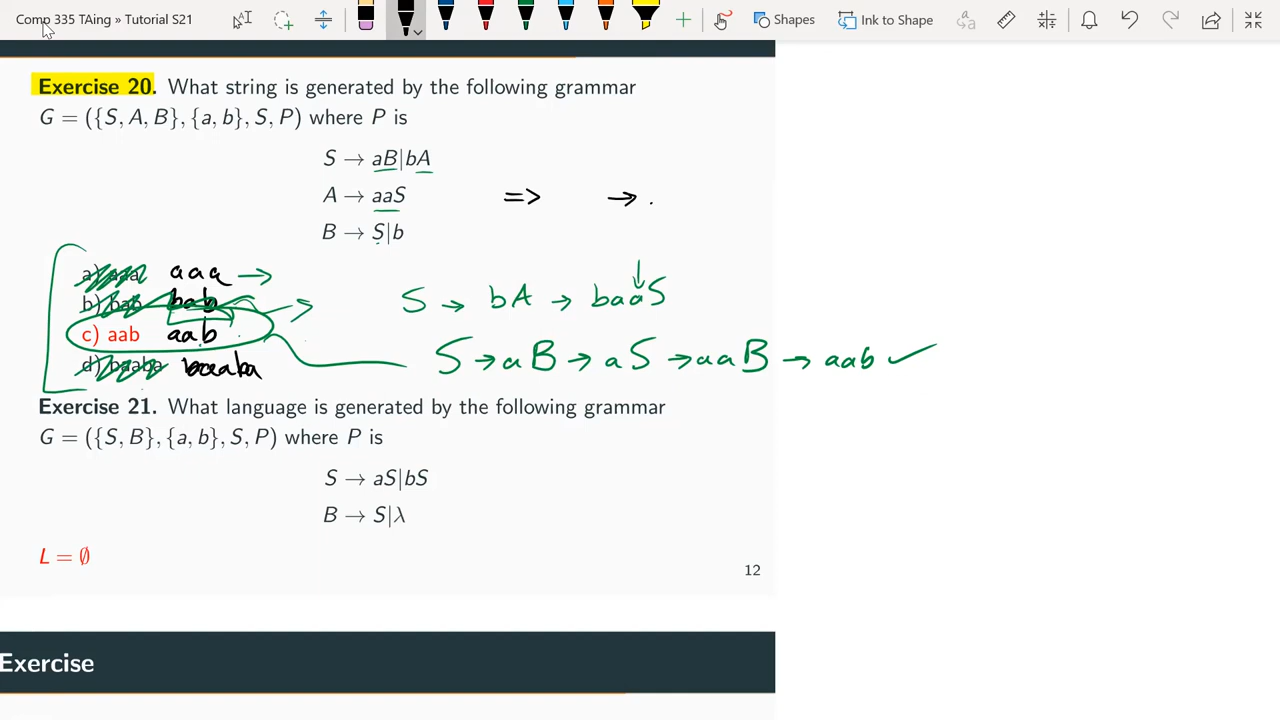 Comp 335 TAing » Tutorial S21
Shapes
Ink to Shape
Exercise 20. What string is generated by the following grammar
G = ({S, A, B}, {a, b}, S, P) where P is
S → aB|bA
A → aaS
=> → .
B → S|b
a) aaa aaa →
b) bab bab →
S → bA → baaS
c) aab aab
S → aB → aS → aaB → aab ✓
d) baaba baaba
Exercise 21. What language is generated by the following grammar
G = ({S, B}, {a, b}, S, P) where P is
S → aS|bS
B → S|λ
L = ∅
12
Exercise